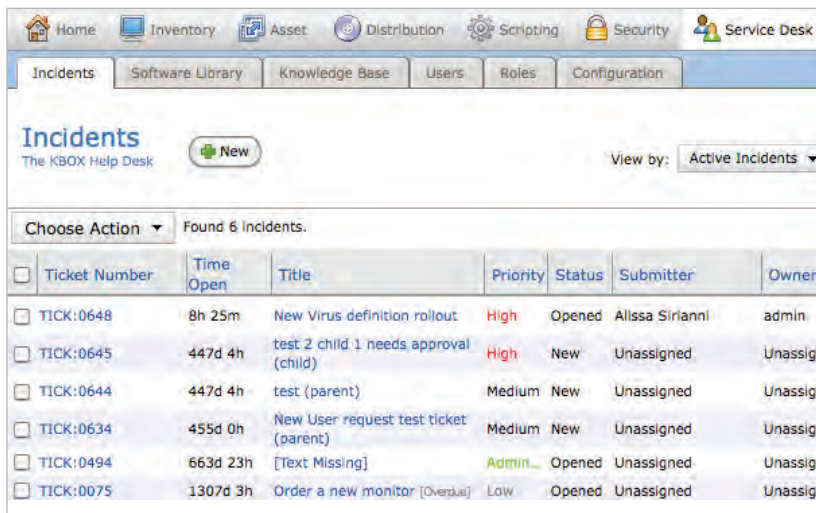 Home Inventory Asset Distribution Scripting Security Service Desk
Incidents Software Library Knowledge Base Users Roles Configuration
Incidents
The KBOX Help Desk
New
View by: Active Incidents
Choose Action Found 6 incidents.
Ticket Number Time Open Title Priority Status Submitter Owner
TICK:0648 8h 25m New Virus definition rollout High Opened Alissa Sirianni admin
TICK:0645 447d 4h test 2 child 1 needs approval (child) High New Unassigned Unassig
TICK:0644 447d 4h test (parent) Medium New Unassigned Unassig
TICK:0634 455d 0h New User request test ticket (parent) Medium New Unassigned Unassig
TICK:0494 663d 23h [Text Missing] Admin... Opened Unassigned Unassig
TICK:0075 1307d 3h Order a new monitor [Overdue] Low Opened Unassigned Unassig